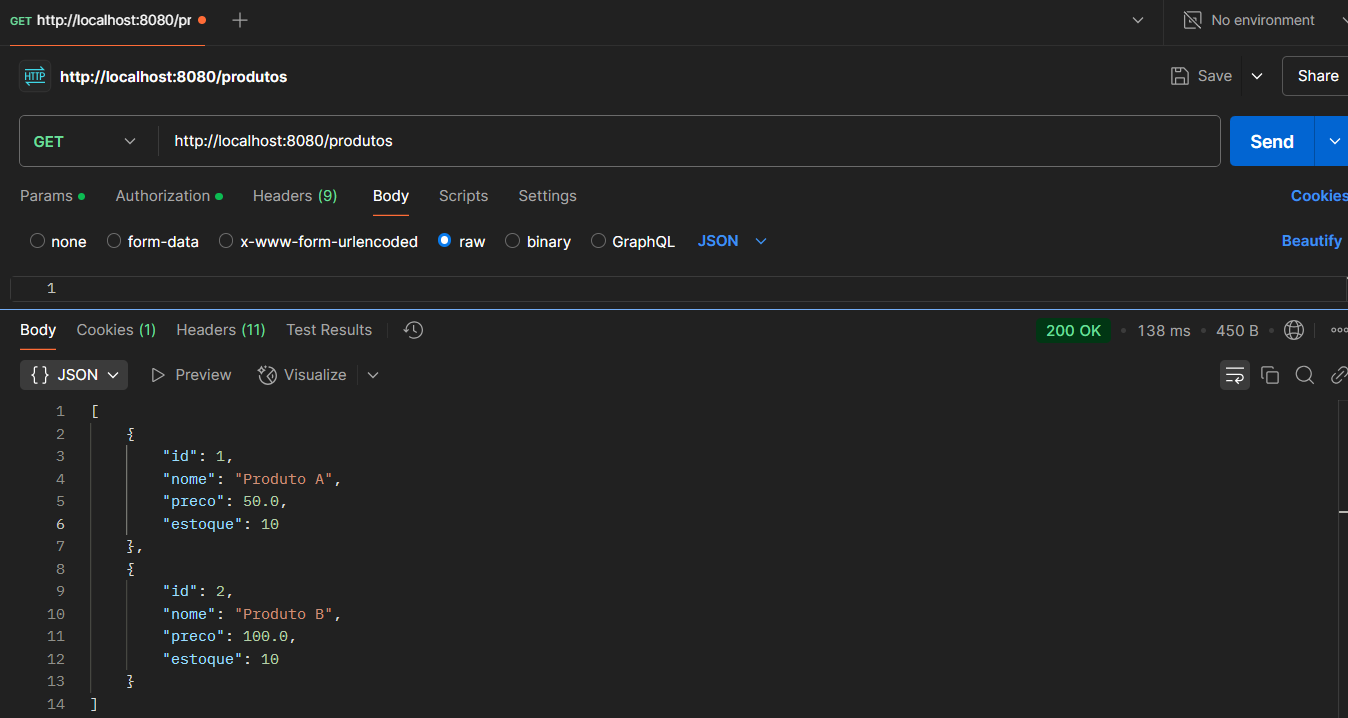 GET http://localhost:8080/pr
No environment
HTTP http://localhost:8080/produtos
Save
Share
GET http://localhost:8080/produtos
Send
Params Authorization Headers (9) Body Scripts Settings Cookies
none form-data x-www-form-urlencoded raw binary GraphQL JSON Beautify
1
Body Cookies (1) Headers (11) Test Results 200 OK • 138 ms • 450 B •
{} JSON Preview Visualize
1 [
2 {
3 "id": 1,
4 "nome": "Produto A",
5 "preco": 50.0,
6 "estoque": 10
7 },
8 {
9 "id": 2,
10 "nome": "Produto B",
11 "preco": 100.0,
12 "estoque": 10
13 }
14 ]